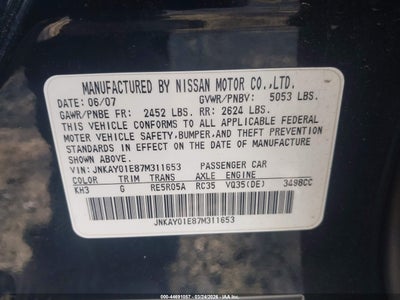 MANUFACTURED BY NISSAN MOTOR CO.,LTD.
DATE: 06/07 GVWR/PNBV: 5053 LBS.
GAWR/PNBE FR: 2452 LBS. RR: 2624 LBS.
THIS VEHICLE CONFORMS TO ALL APPLICABLE FEDERAL
MOTOR VEHICLE SAFETY,BUMPER,AND THEFT PREVENTION
STANDARDS IN EFFECT ON THE DATE OF MANUFACTURE
SHOWN ABOVE.
VIN: JNKAY01E87M311653 PASSENGER CAR
COLOR TRIM TRANS AXLE ENGINE
KH3 G RE5R05A RC35 VQ35(DE) 3498CC
JNKAY01E87M311653